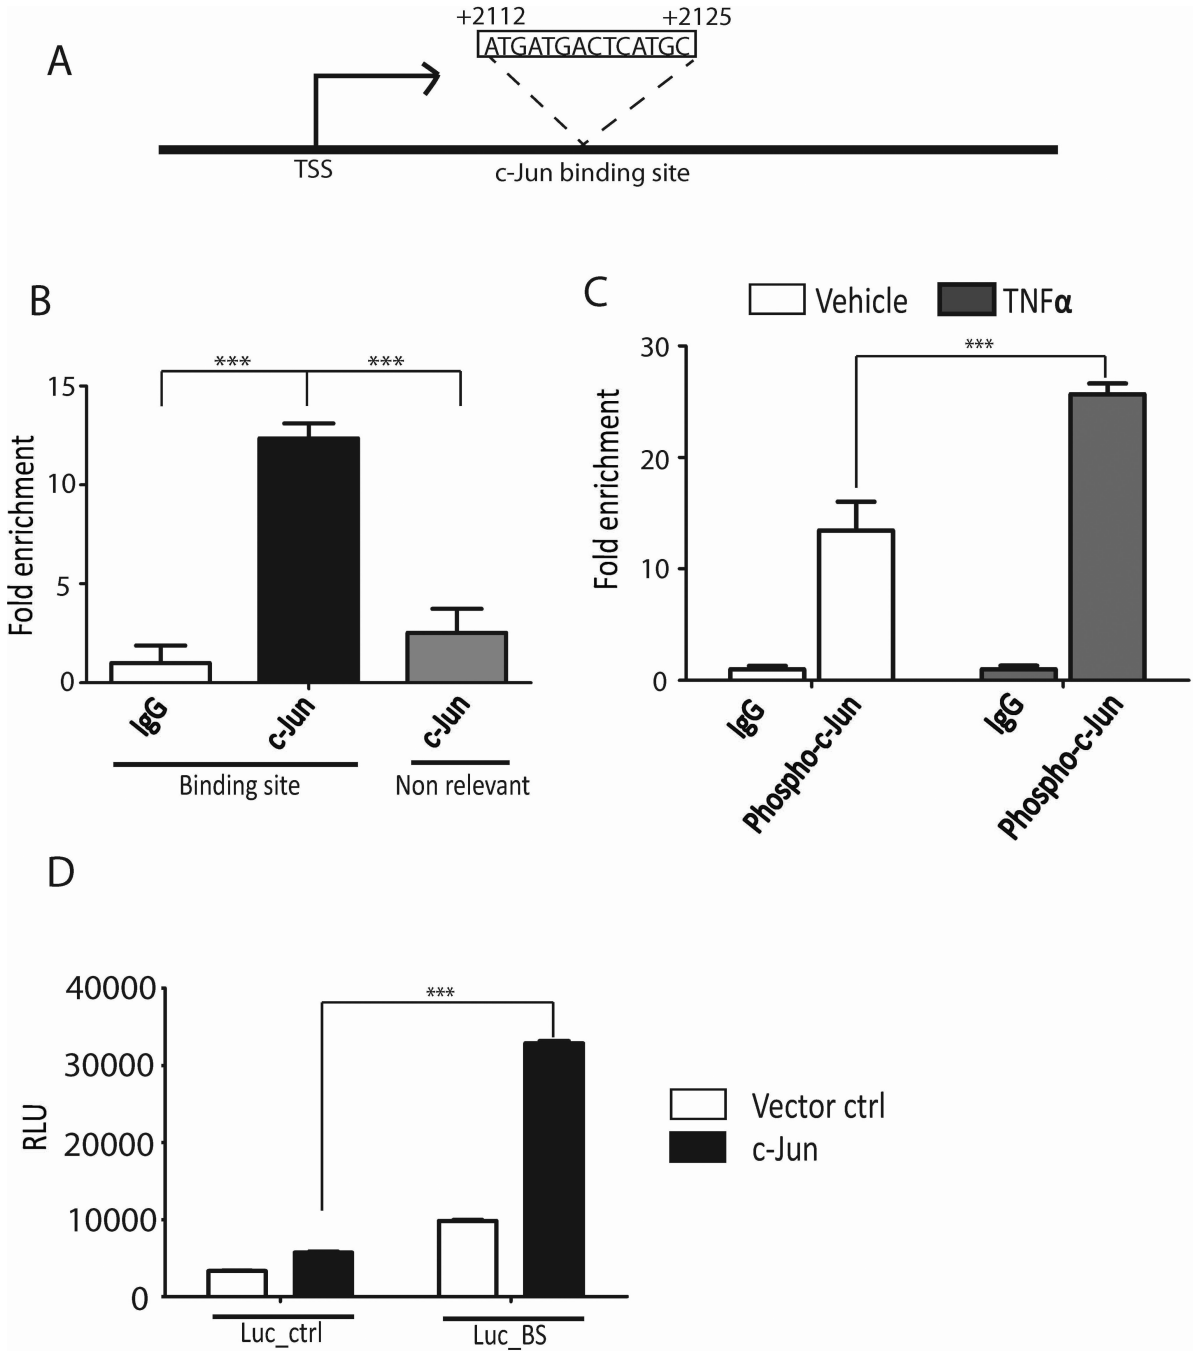 A
+2112 +2125
ATGATGACTCATGC
TSS
c-Jun binding site
B
***
***
15
10
5
0
Fold enrichment
IgG
c-Jun
c-Jun
Binding site
Non relevant
C
Vehicle
TNFα
***
30
20
10
0
Fold enrichment
IgG
Phospho-c-Jun
IgG
Phospho-c-Jun
D
***
40000
30000
20000
10000
0
RLU
Luc_ctrl
Luc_BS
Vector ctrl
c-Jun